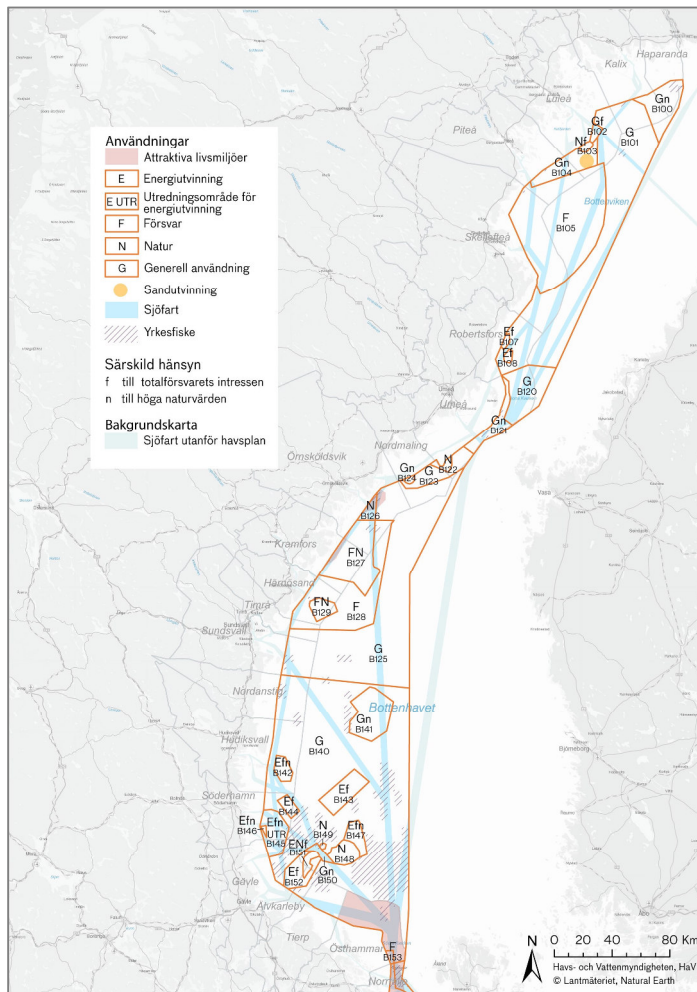 Användningar
Attraktiva livsmiljöer
E Energiutvinning
E UTR Utredningsområde för energiutvinning
F Försvar
N Natur
G Generell användning
Sandutvinning
Sjöfart
Yrkesfiske
Särskild hänsyn
f till totalförsvarets intressen
n till höga naturvärden
Bakgrundskarta
Sjöfart utanför havsplan
Haparanda
Kalix
Luleå
Piteå
Skellefteå
Robertsfors
Umeå
Nordmaling
Örnsköldsvik
Kramfors
Härnösand
Timrå
Sundsvall
Nordanstig
Hudiksvall
Söderhamn
Gävle
Älvkarleby
Tierp
Östhammar
Bottenviken
Bottenhavet
Vasa
Björneborg
Åbo
Gn
B100
G
B101
Gf
B102
Nf
B103
Gn
B104
F
B105
Ef
B107
Ef
B108
G
B120
Gn
B121
N
B122
G
B123
Gn
B124
G
B125
N
B126
FN
B127
F
B128
FN
B129
G
B140
Gn
B141
Efn
B142
Ef
B143
Ef
B144
Efn
UTR
B145
Efn
B146
Efn
B147
N
B148
N
B149
Gn
B150
ENf
B151
Ef
B152
F
B153
N
0 20 40 80 Km
Havs- och Vattenmyndigheten, HaV
© Lantmäteriet, Natural Earth